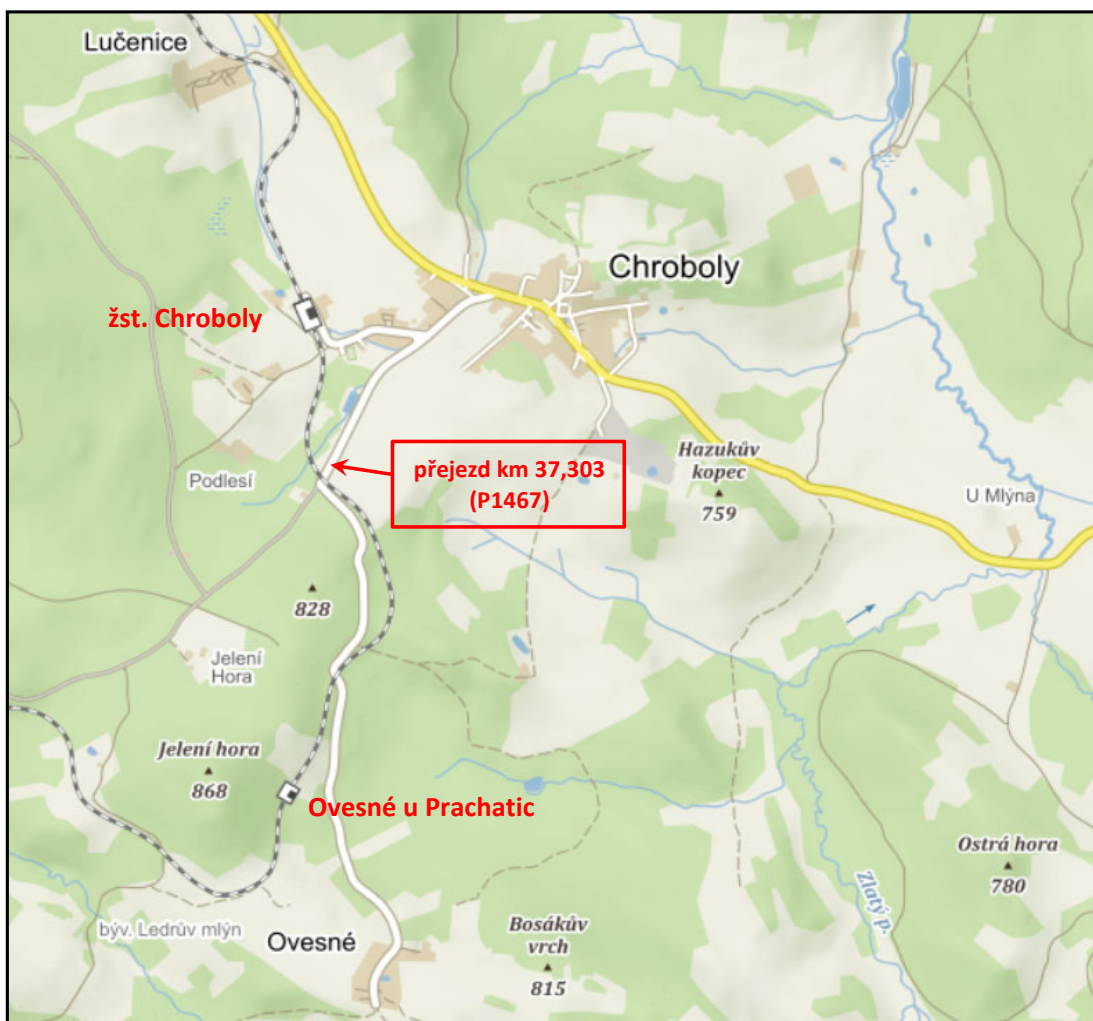 Lučenice
Chroboly
žst. Chroboly
přejezd km 37,303
(P1467)
Hazukův
kopec
759
Podlesí
U Mlýna
828
Jelení
Hora
Jelení hora
868
Ovesné u Prachatic
Ostrá hora
780
Zlatý p.
býv. Ledrův mlýn
Ovesné
Bosákův
vrch
815